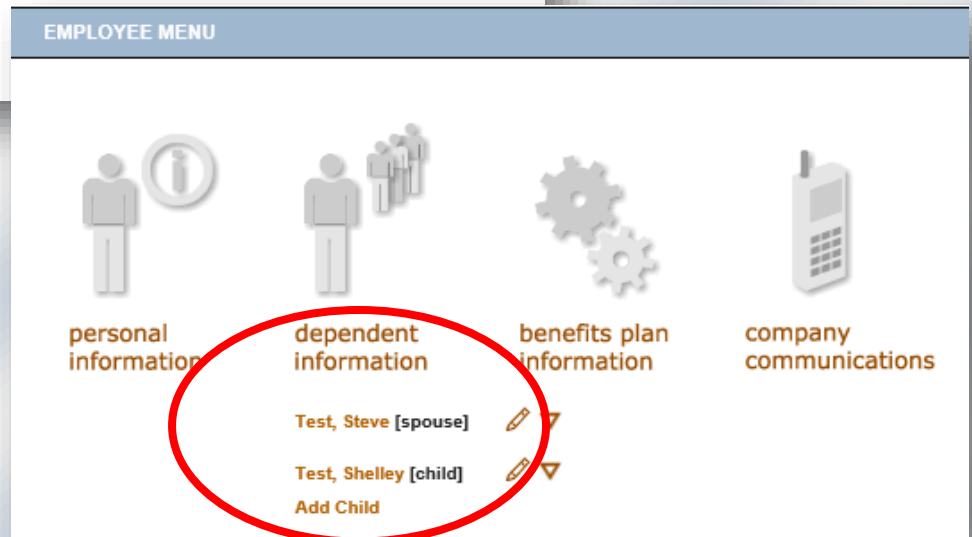 EMPLOYEE MENU
personal
information
dependent
information
benefits plan
information
company
communications
Test, Steve [spouse]
Test, Shelley [child]
Add Child